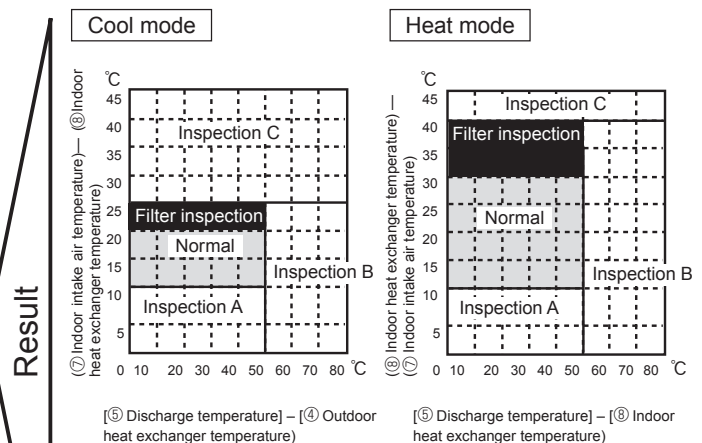 Cool mode
Heat mode
Result
(⑦Indoor intake air temperature)— (⑧Indoor
heat exchanger temperature)
℃
45
40
35
30
25
20
15
10
5
0 10 20 30 40 50 60 70 80 ℃
Inspection C
Filter inspection
Normal
Inspection B
Inspection A
[⑤ Discharge temperature] – [④ Outdoor
heat exchanger temperature)
(⑧ Indoor heat exchanger temperature) —
(⑦ Indoor intake air temperature)
℃
45
40
35
30
25
20
15
10
5
0 10 20 30 40 50 60 70 80 ℃
Inspection C
Filter inspection
Normal
Inspection B
Inspection A
[⑤ Discharge temperature] – [⑧ Indoor
heat exchanger temperature)